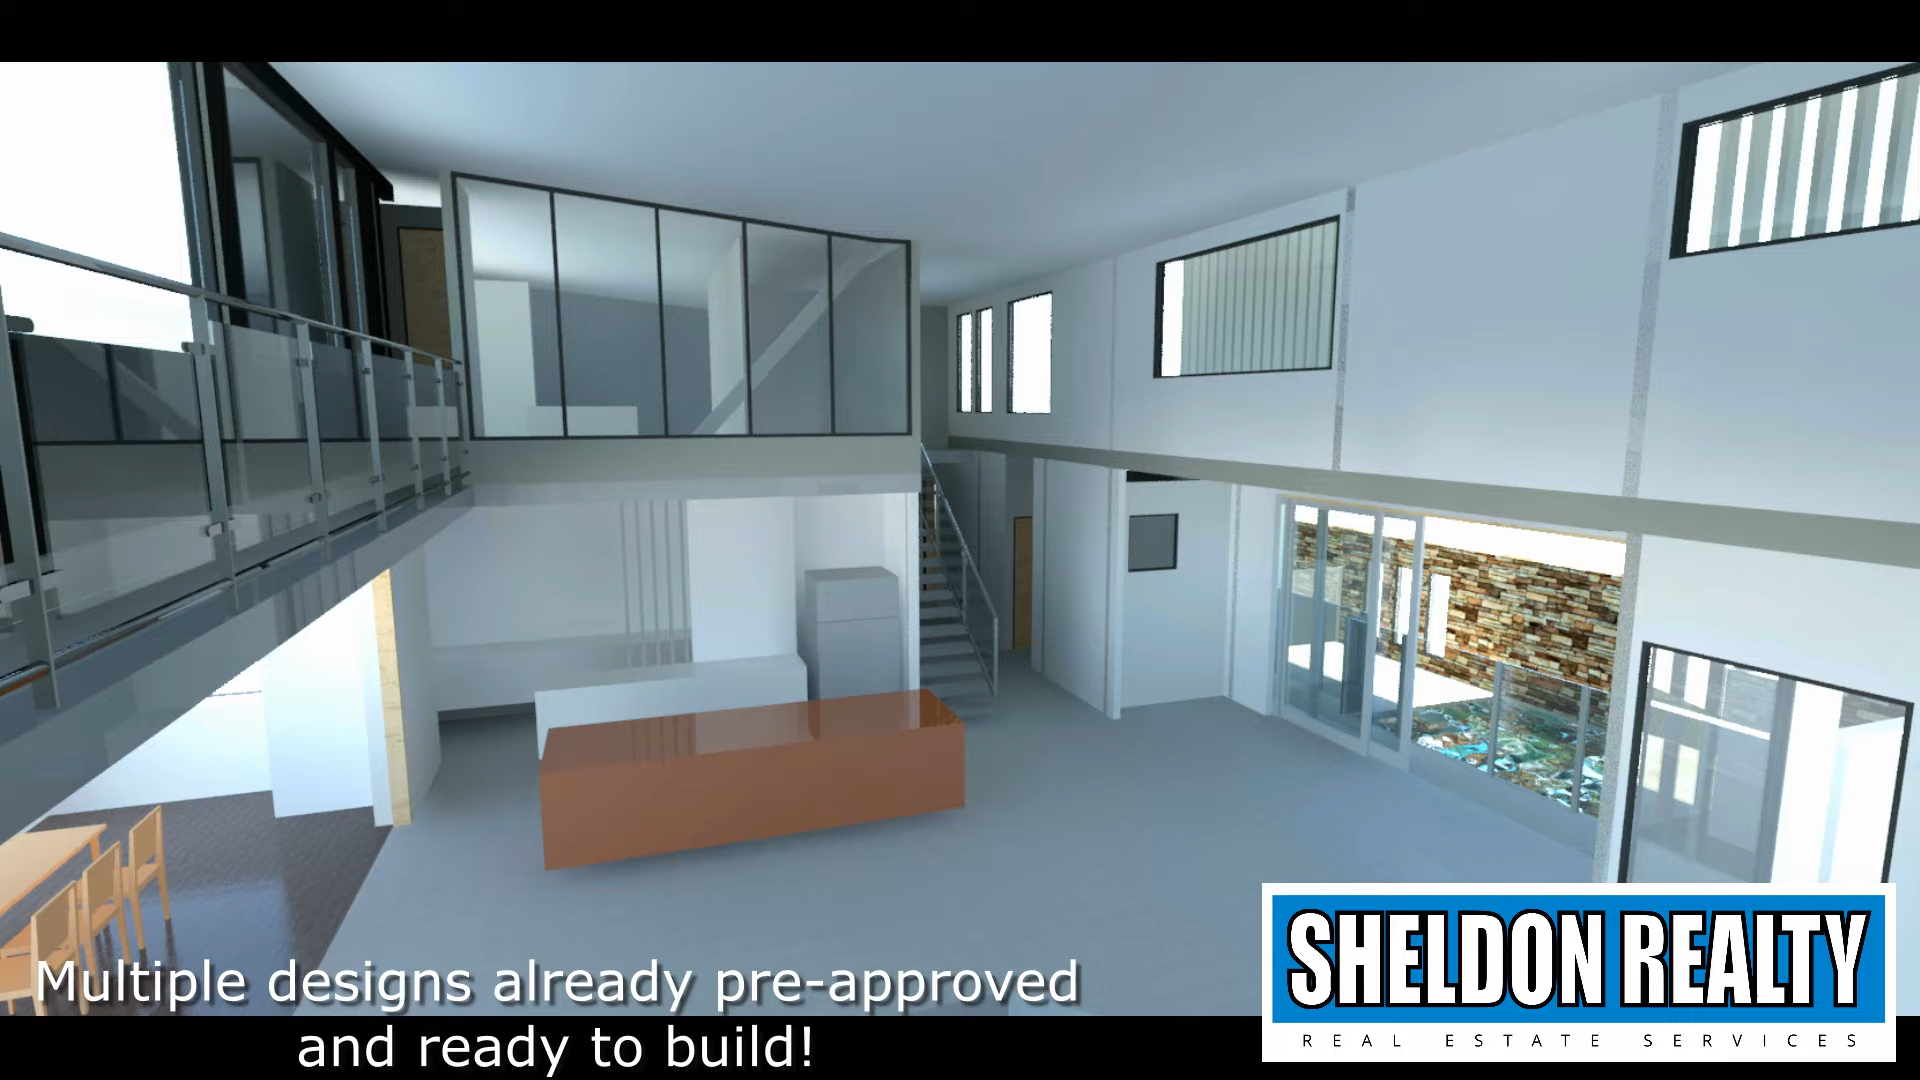 Multiple designs already pre-approved
and ready to build!
SHELDON REALTY
REAL ESTATE SERVICES